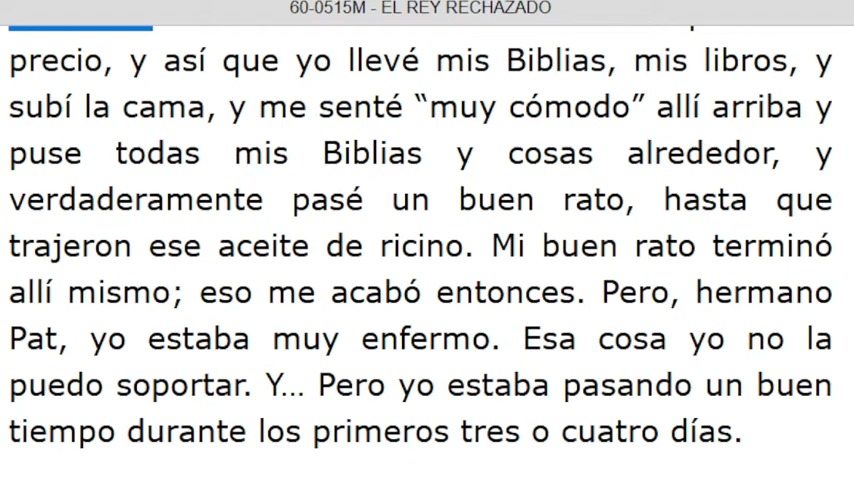 60-0515M - EL REY RECHAZADO
precio, y así que yo llevé mis Biblias, mis libros, y
subí la cama, y me senté “muy cómodo” allí arriba y
puse todas mis Biblias y cosas alrededor, y
verdaderamente pasé un buen rato, hasta que
trajeron ese aceite de ricino. Mi buen rato terminó
allí mismo; eso me acabó entonces. Pero, hermano
Pat, yo estaba muy enfermo. Esa cosa yo no la
puedo soportar. Y... Pero yo estaba pasando un buen
tiempo durante los primeros tres o cuatro días.